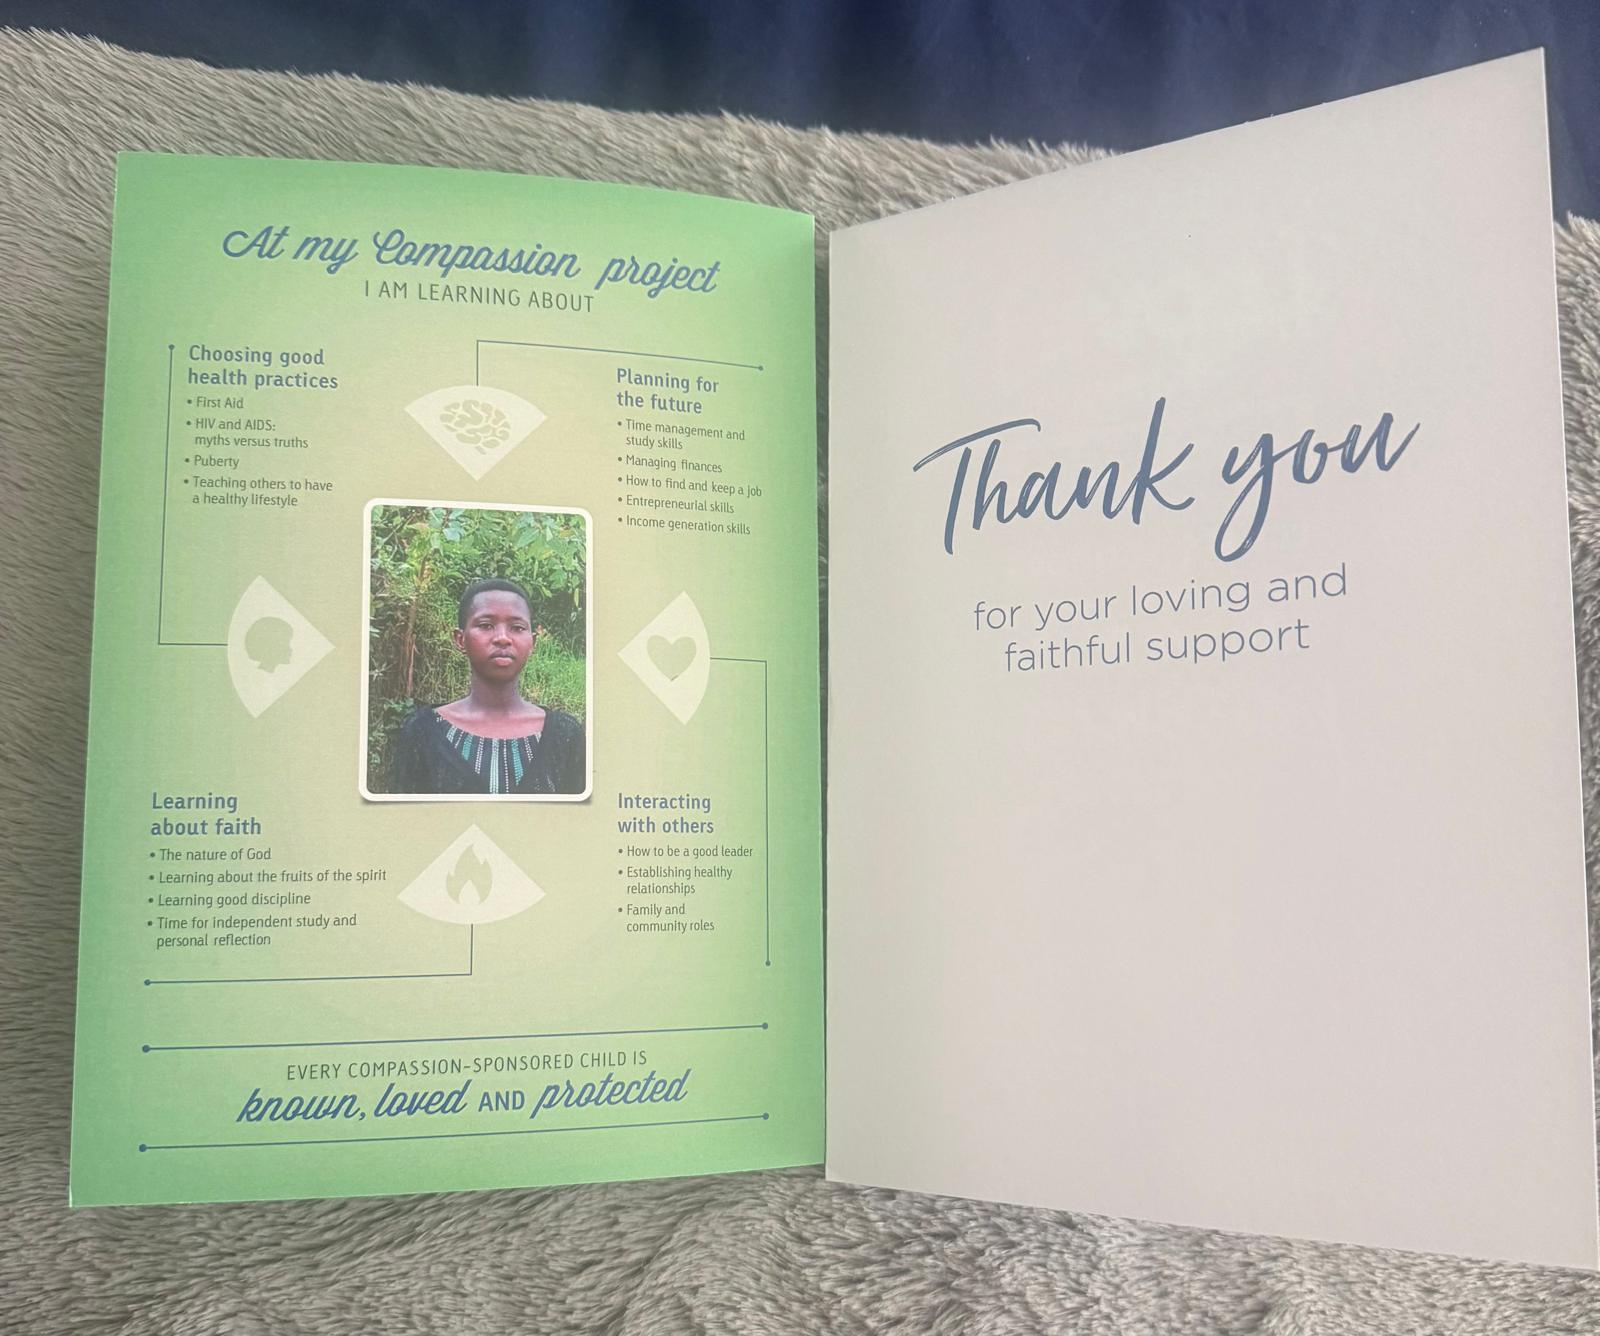 At my Compassion project
I AM LEARNING ABOUT
Choosing good
health practices
• First Aid
• HIV and AIDS:
myths versus truths
• Puberty
• Teaching others to have
a healthy lifestyle
Planning for
the future
• Time management and
study skills
• Managing finances
• How to find and keep a job
• Entrepreneurial skills
• Income generation skills
Learning
about faith
• The nature of God
• Learning about the fruits of the spirit
• Learning good discipline
• Time for independent study and
personal reflection
Interacting
with others
• How to be a good leader
• Establishing healthy
relationships
• Family and
community roles
EVERY COMPASSION-SPONSORED CHILD IS
known, loved AND protected
Thank you
for your loving and
faithful support